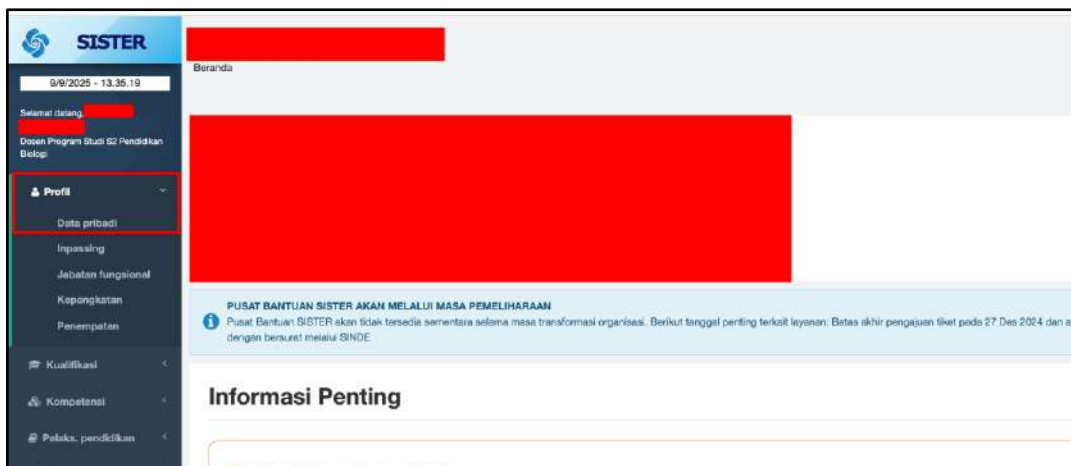 SISTER
9/9/2025 - 13.35.19
Selamat datang,
Dosen Program Studi S2 Pendidikan
Biologi
Profil
Data pribadi
Inpassing
Jabatan fungsional
Kepangkatan
Penempatan
Kualifikasi
Kompetensi
Pelaks. pendidikan
Beranda
PUSAT BANTUAN SISTER AKAN MELALUI MASA PEMELIHARAAN
Pusat Bantuan SISTER akan tidak tersedia sementara selama masa transformasi organisasi. Berikut tanggal penting terkait layanan: Batas akhir pengajuan tiket pada 27 Des 2024 dan a
dengan bersurat melalui SINDE
Informasi Penting